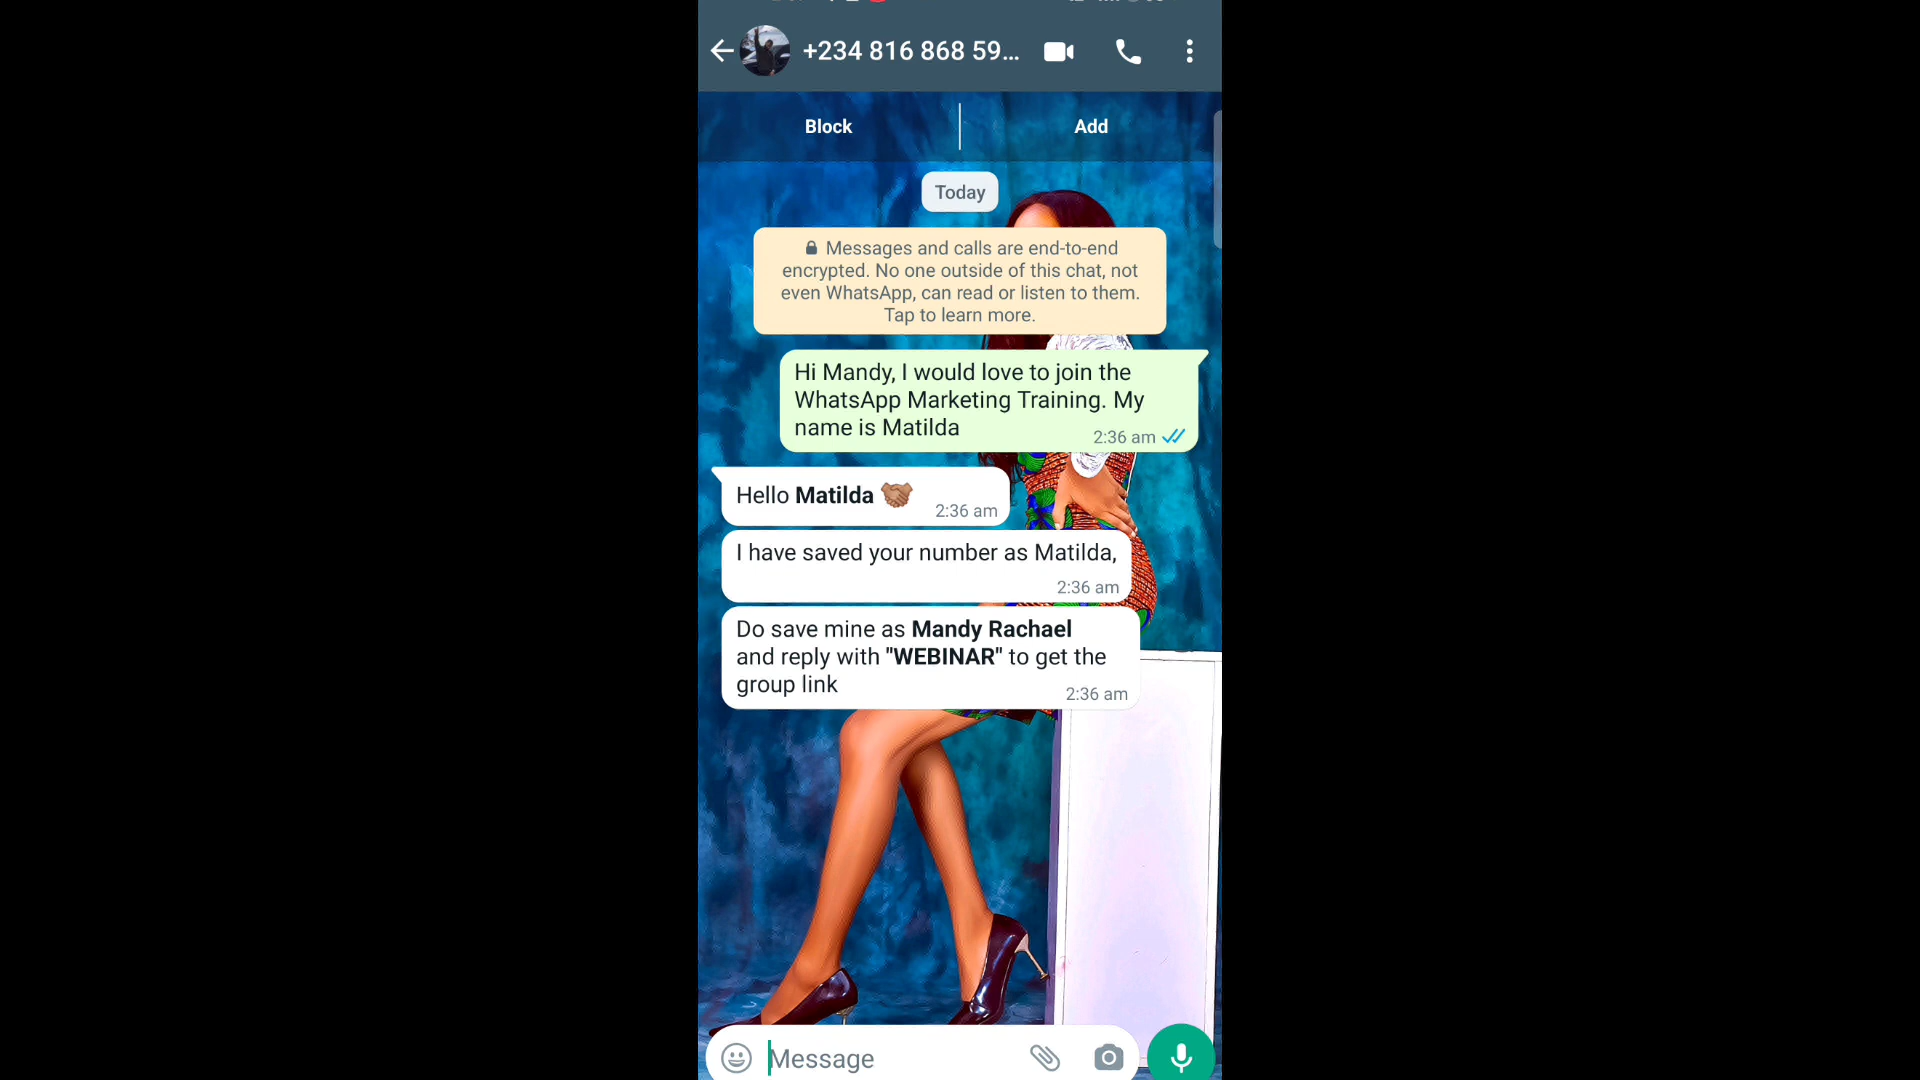 +234 816 868 59...
Block
Add
Today
Messages and calls are end-to-end
encrypted. No one outside of this chat, not
even WhatsApp, can read or listen to them.
Tap to learn more.
Hi Mandy, I would love to join the
WhatsApp Marketing Training. My
name is Matilda
2:36 am
Hello Matilda
2:36 am
I have saved your number as Matilda,
2:36 am
Do save mine as Mandy Rachael
and reply with "WEBINAR" to get the
group link
2:36 am
Message